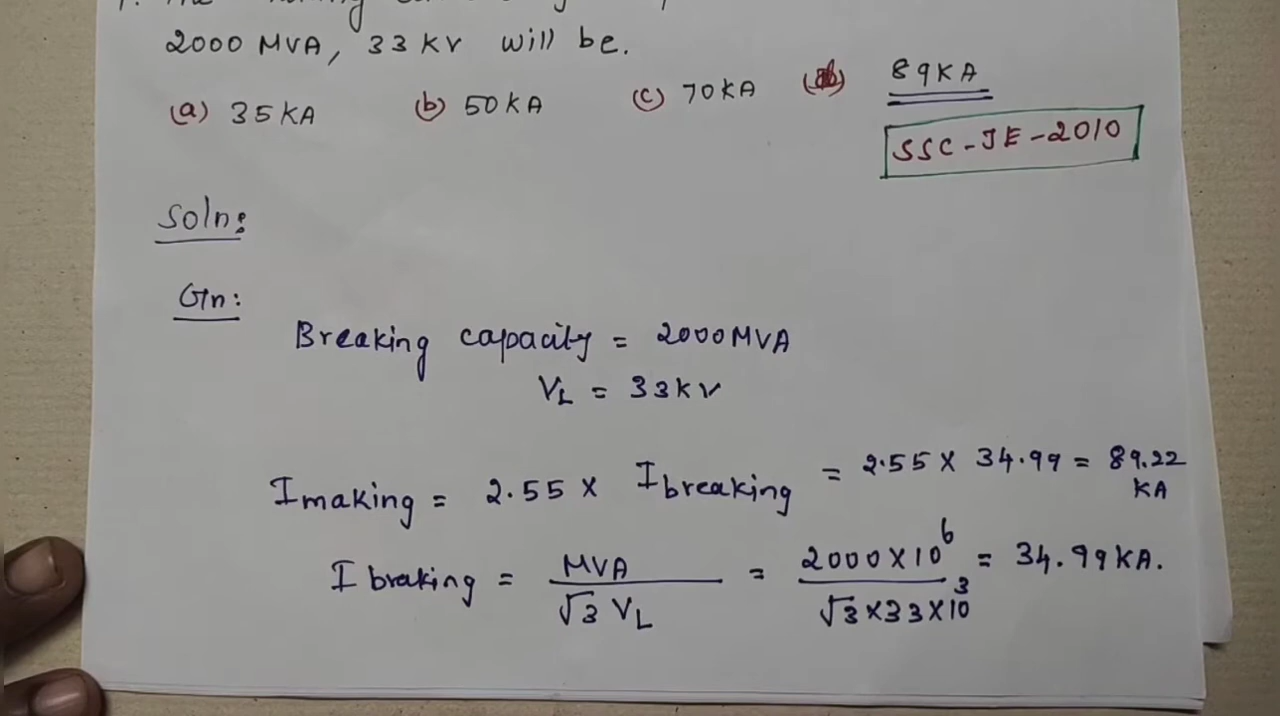 2000 MVA, 33 KV will be.
(a) 35 KA (b) 50 KA (c) 70 KA (d) 89 KA
SSC-JE-2010
Soln:
Gn:
Breaking capacity = 2000 MVA
VL = 33 KV
I making = 2.55 x I breaking = 2.55 x 34.99 = 89.22 KA
I braking = MVA / √3 VL = 2000 x 10^6 / √3 x 33 x 10^3 = 34.99 KA.